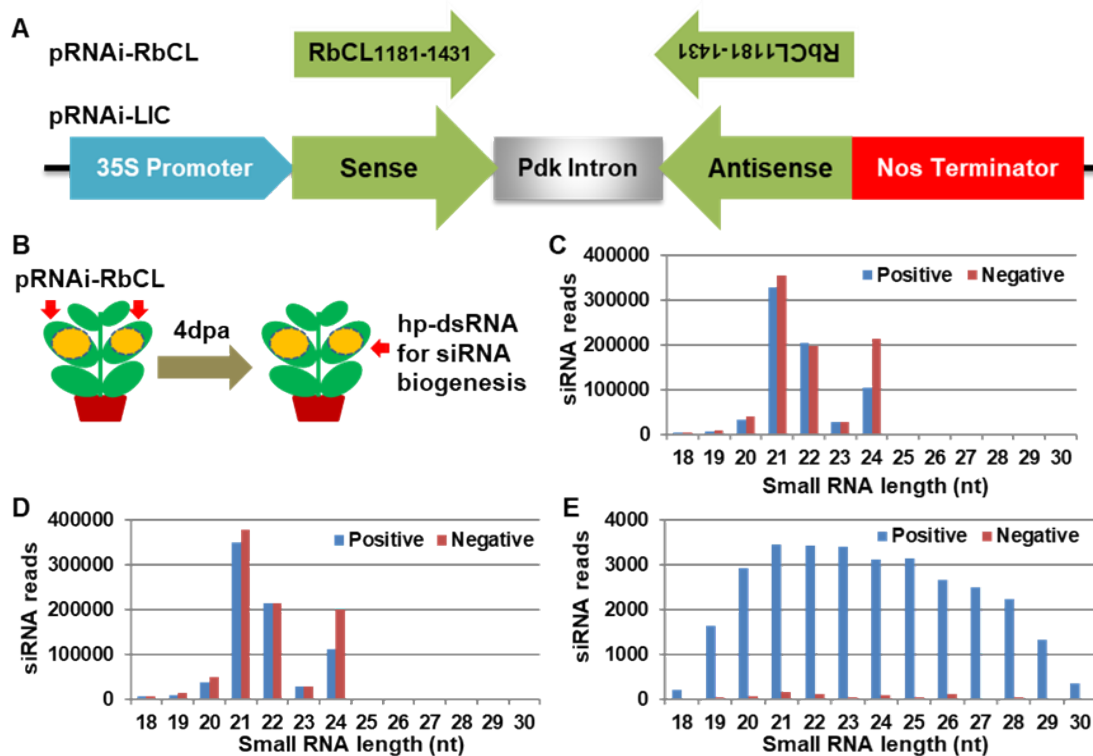 A
pRNAi-RbCL
RbCL1181-1431
RbCL1181-1431
pRNAi-LIC
35S Promoter
Sense
Pdk Intron
Antisense
Nos Terminator
B
pRNAi-RbCL
4dpa
hp-dsRNA
for siRNA
biogenesis
C
siRNA reads
400000
300000
200000
100000
0
Positive
Negative
18 19 20 21 22 23 24 25 26 27 28 29 30
Small RNA length (nt)
D
siRNA reads
400000
300000
200000
100000
0
Positive
Negative
18 19 20 21 22 23 24 25 26 27 28 29 30
Small RNA length (nt)
E
siRNA reads
4000
3000
2000
1000
0
Positive
Negative
18 19 20 21 22 23 24 25 26 27 28 29 30
Small RNA length (nt)